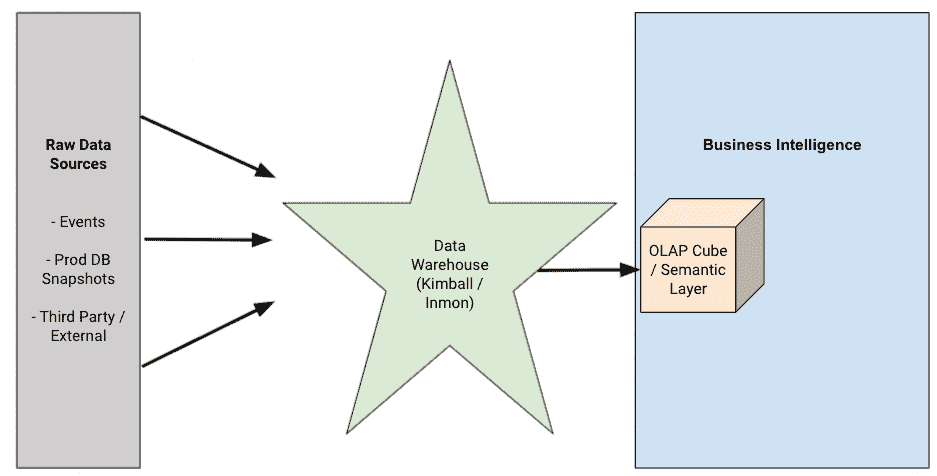 Raw Data
Sources
- Events
- Prod DB
Snapshots
- Third Party /
External
Data
Warehouse
(Kimball /
Inmon)
Business Intelligence
OLAP Cube
/ Semantic
Layer